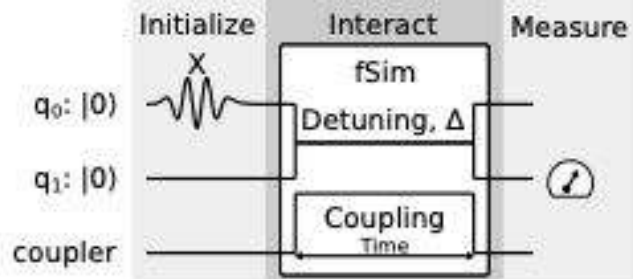 Initialize Interact Measure
X
fSim
q₀: |0⟩
Detuning, Δ
q₁: |0⟩
Coupling
Time
coupler